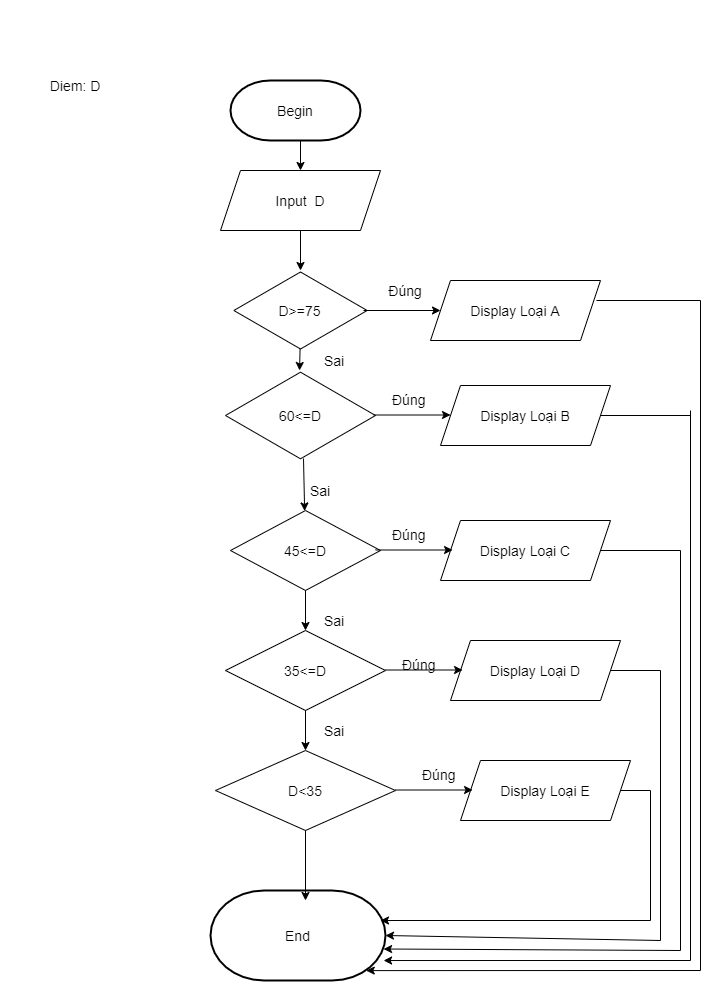 Diem: D
Begin
Input D
D>=75
Đúng
Display Loại A
Sai
60<=D
Đúng
Display Loại B
Sai
45<=D
Đúng
Display Loại C
Sai
35<=D
Đúng
Display Loại D
Sai
D<35
Đúng
Display Loại E
End